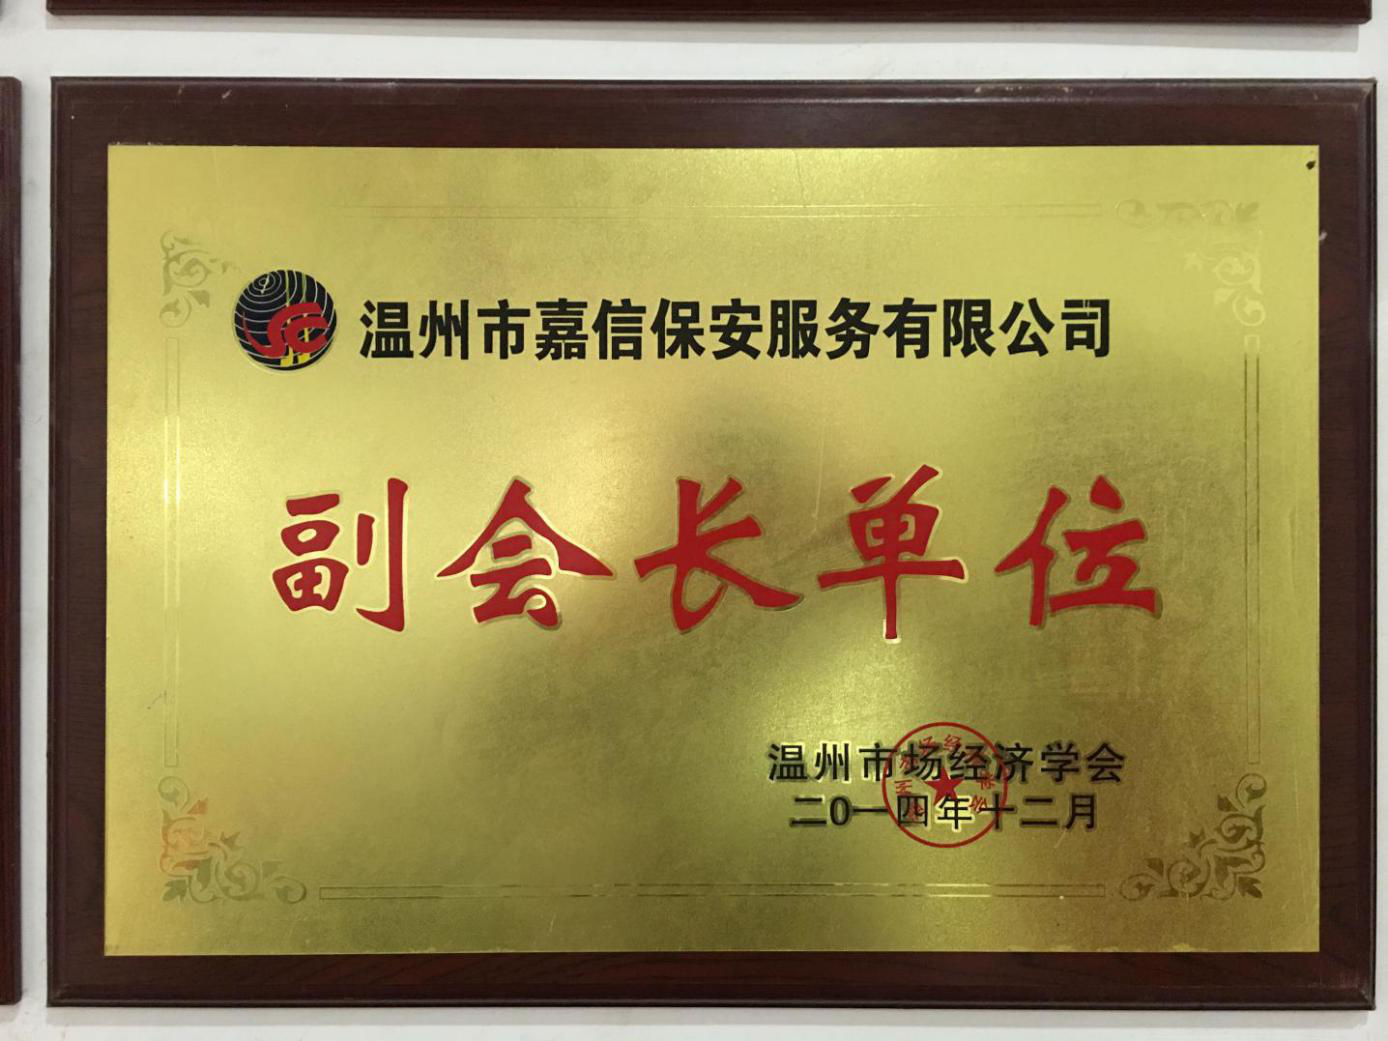 温州市嘉信保安服务有限公司
副会长单位
温州市场经济学会
二0一四年十二月